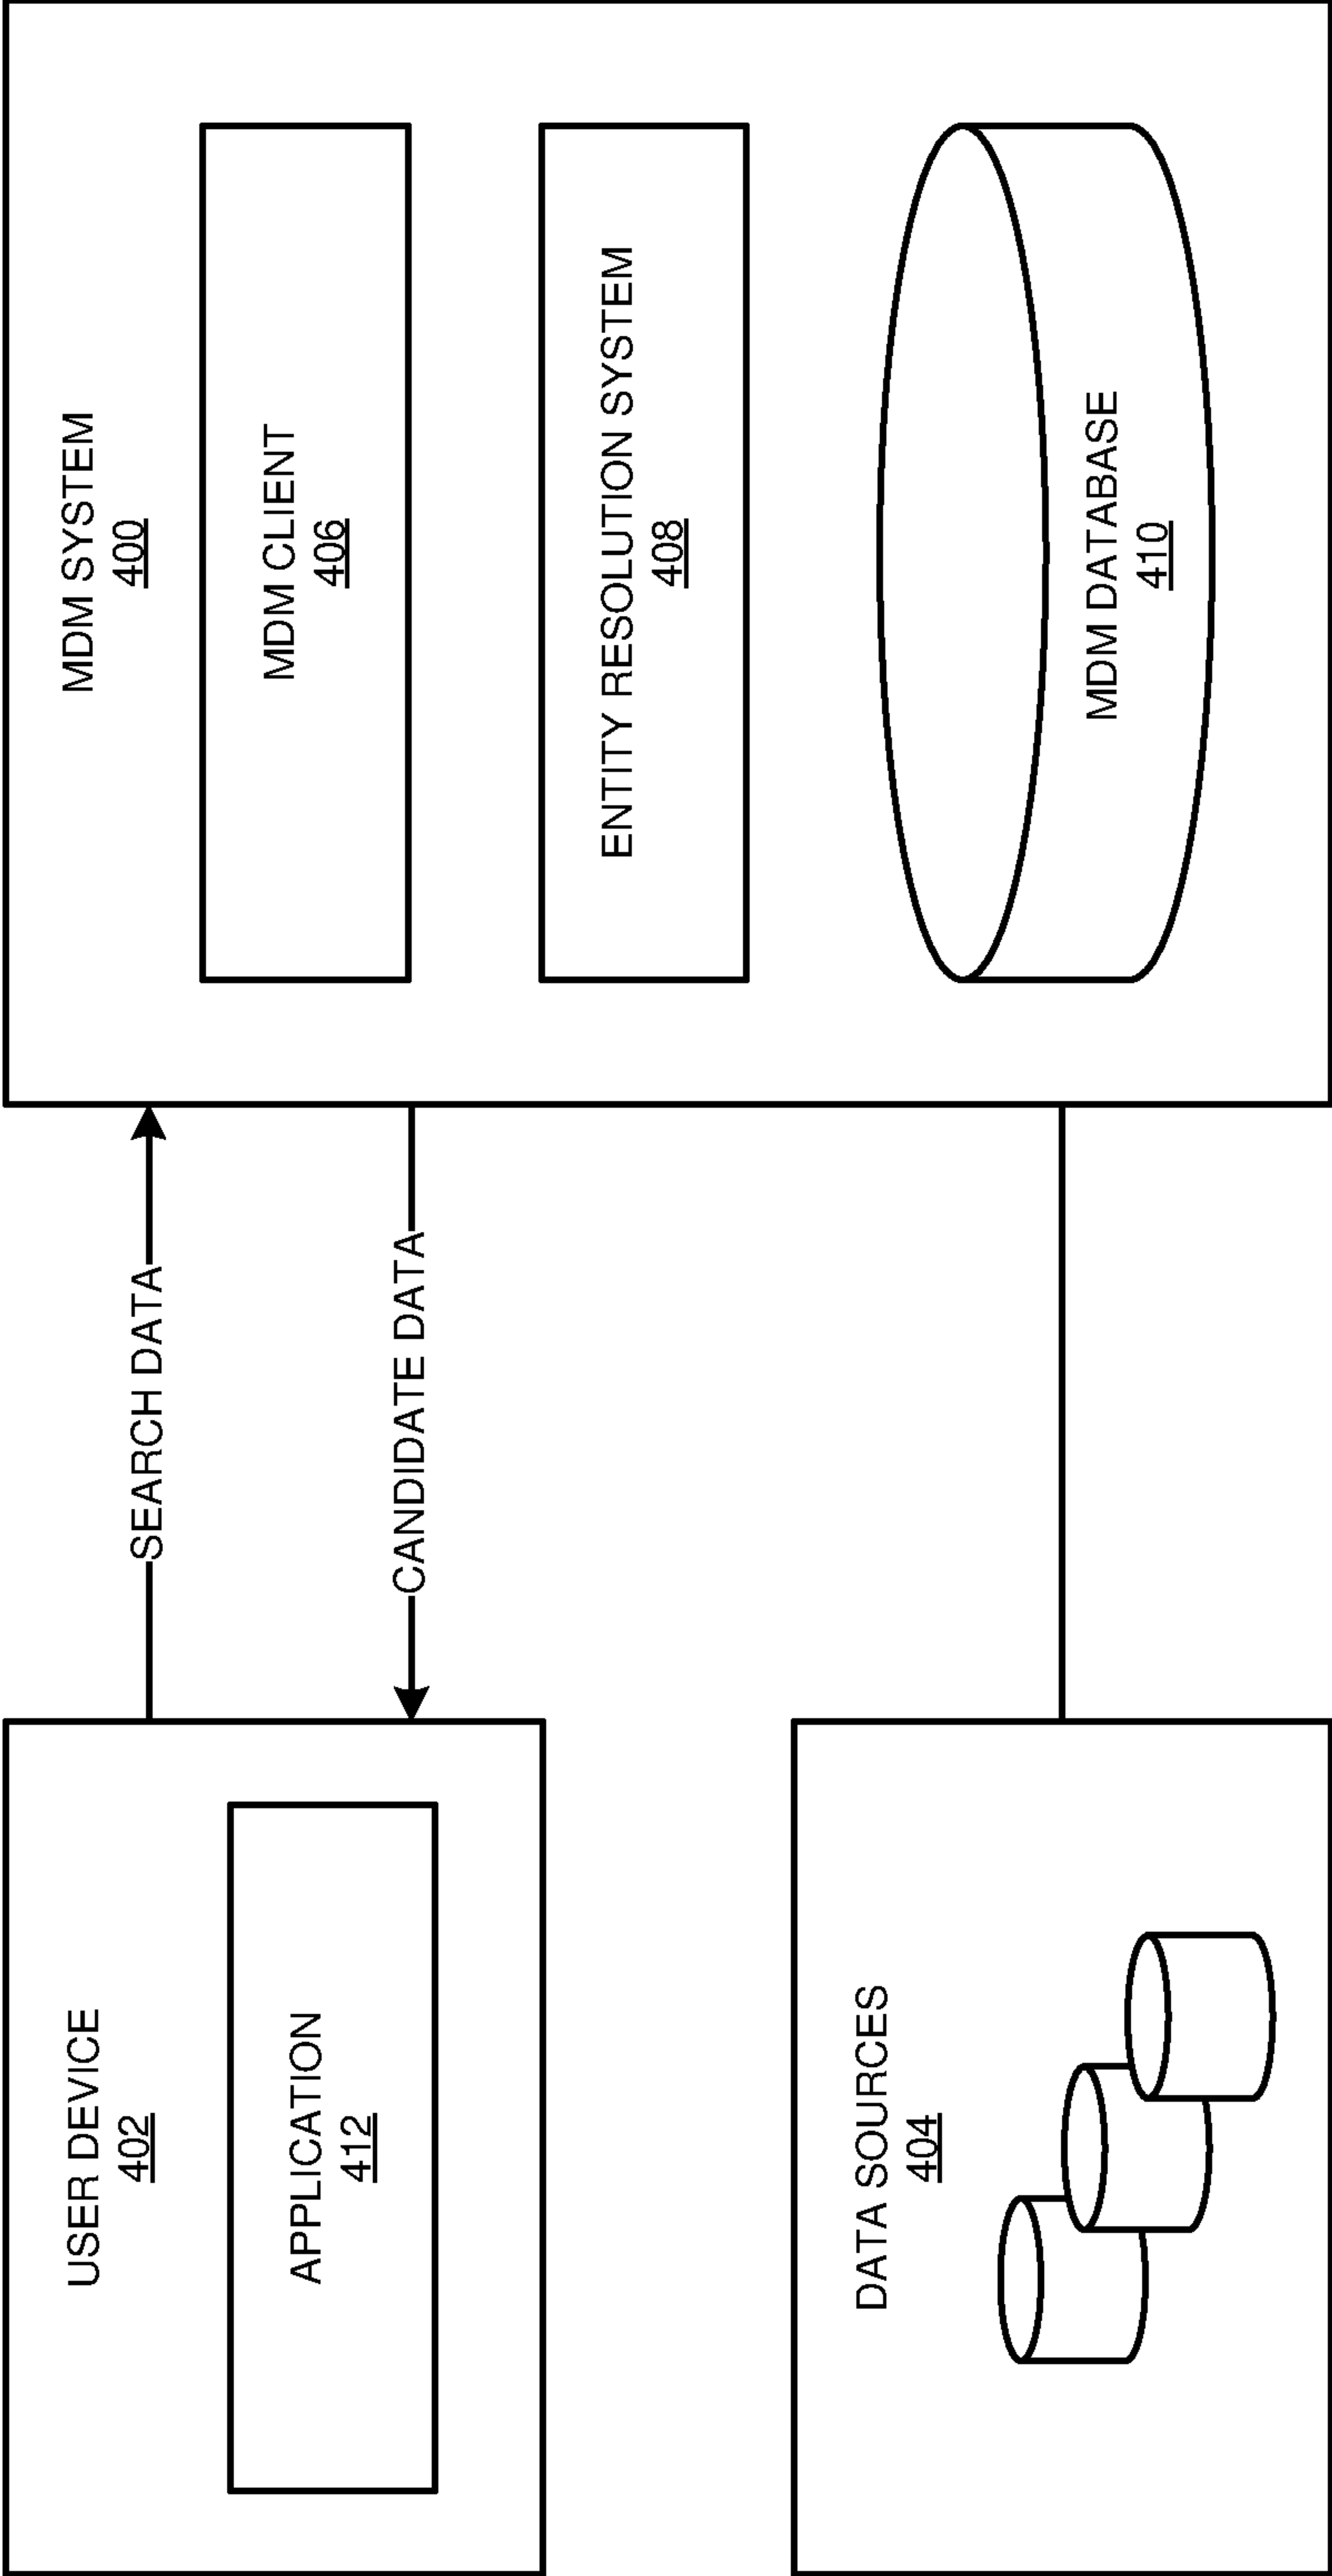 USER DEVICE
402
APPLICATION
412
SEARCH DATA
CANDIDATE DATA
DATA SOURCES
404
MDM SYSTEM
400
MDM CLIENT
406
ENTITY RESOLUTION SYSTEM
408
MDM DATABASE
410